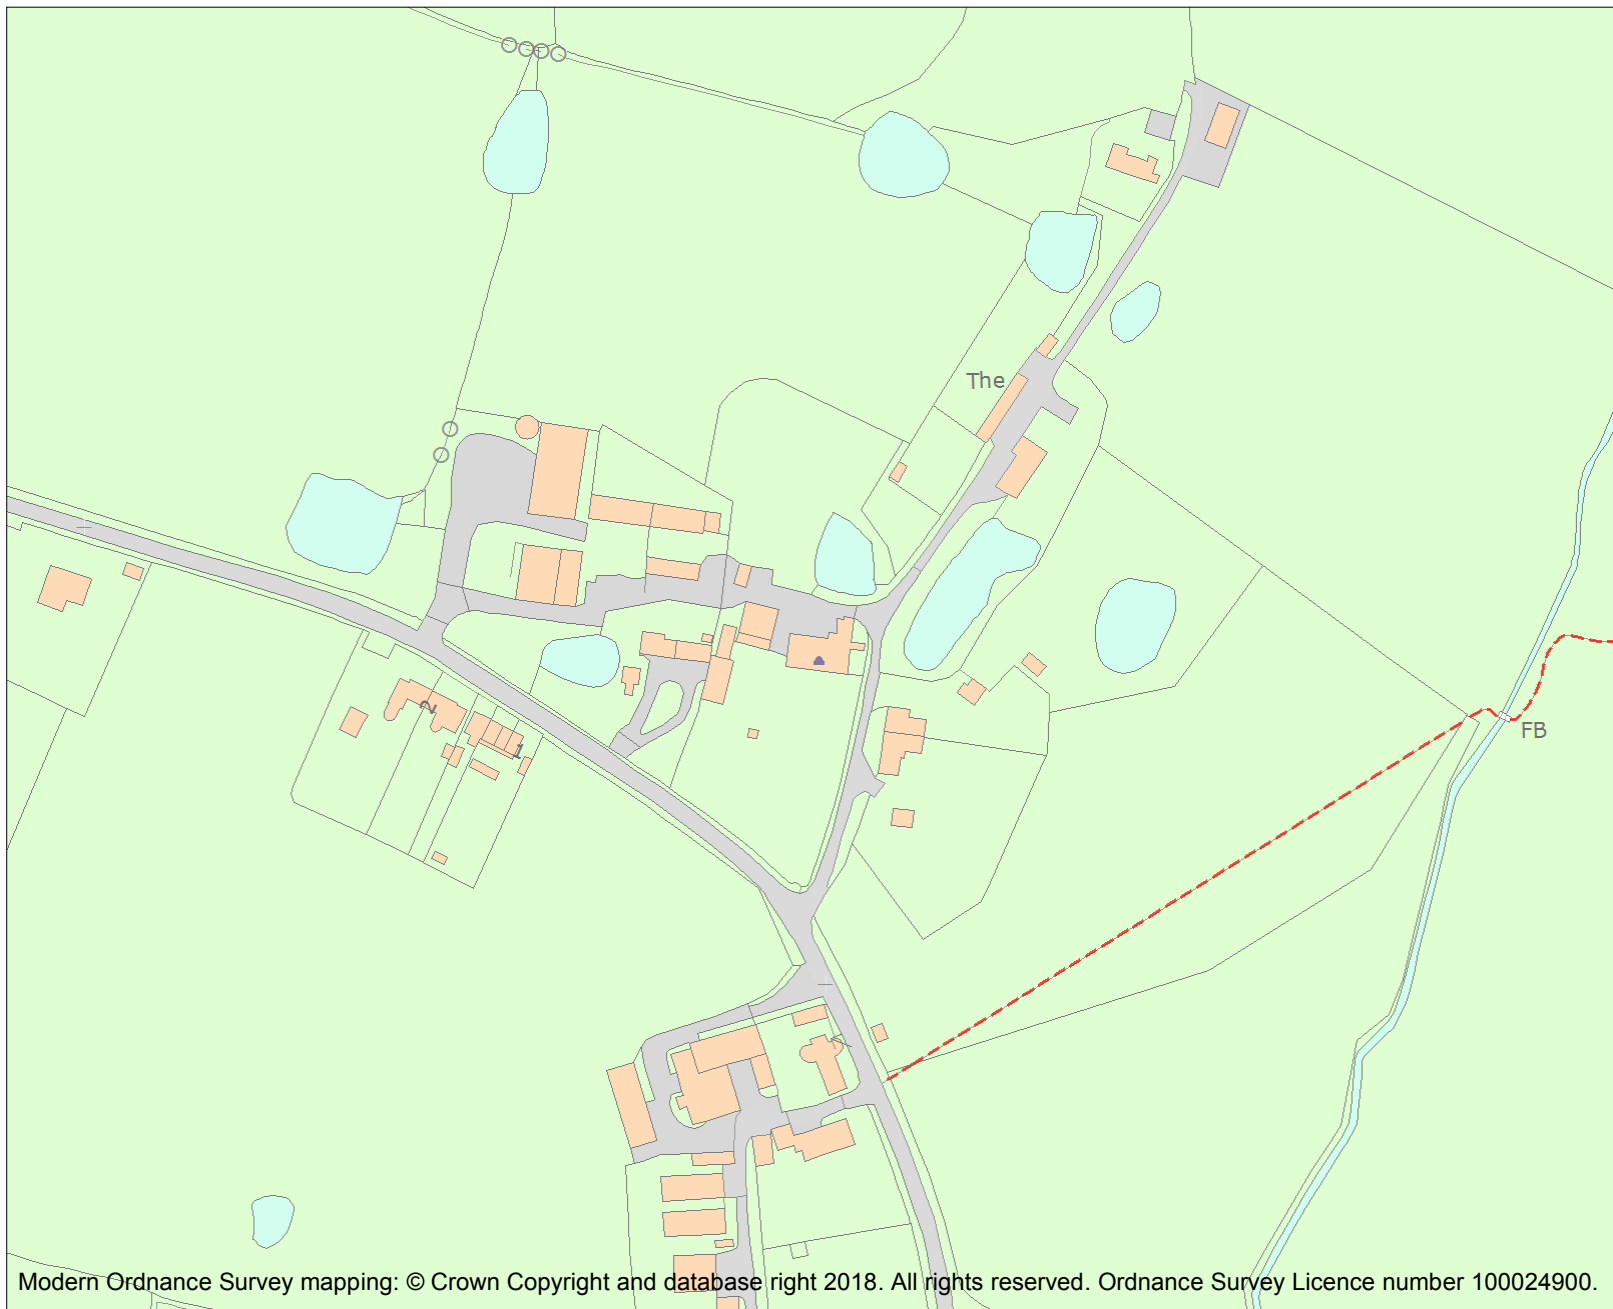 The
2
1
FB
Modern Ordnance Survey mapping: © Crown Copyright and database right 2018. All rights reserved. Ordnance Survey Licence number 100024900.